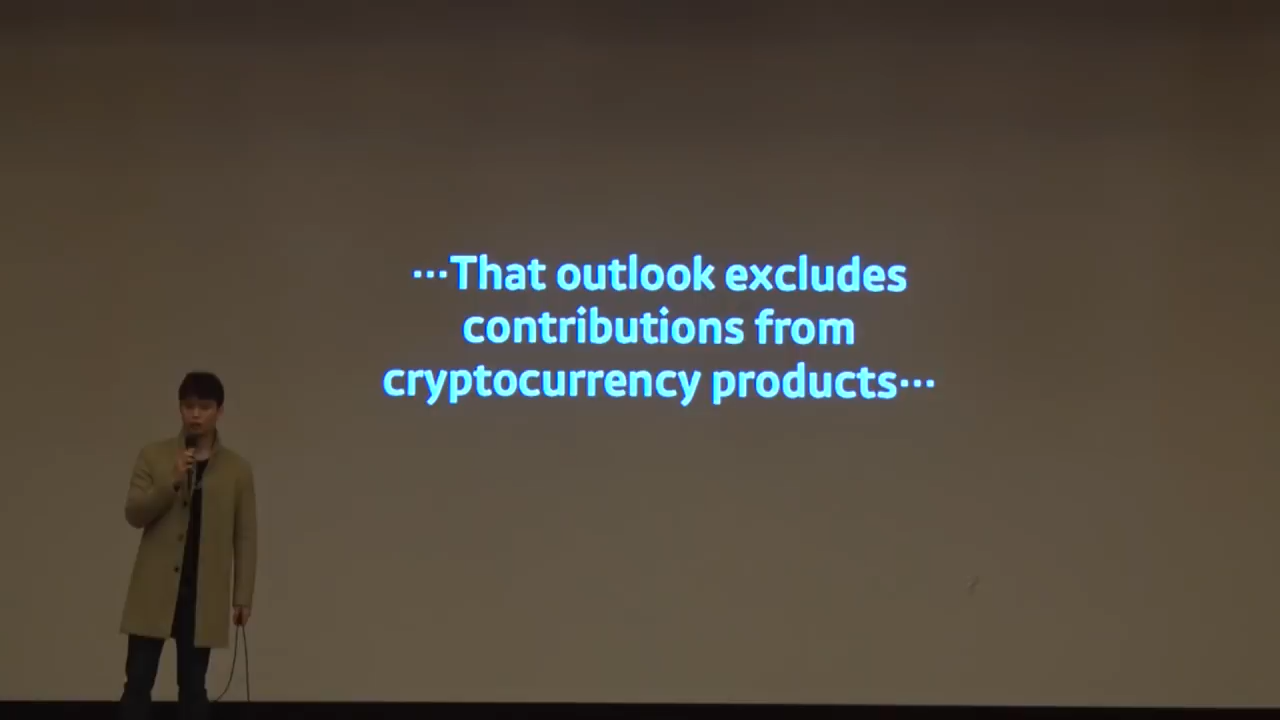 …That outlook excludes
contributions from
cryptocurrency products…